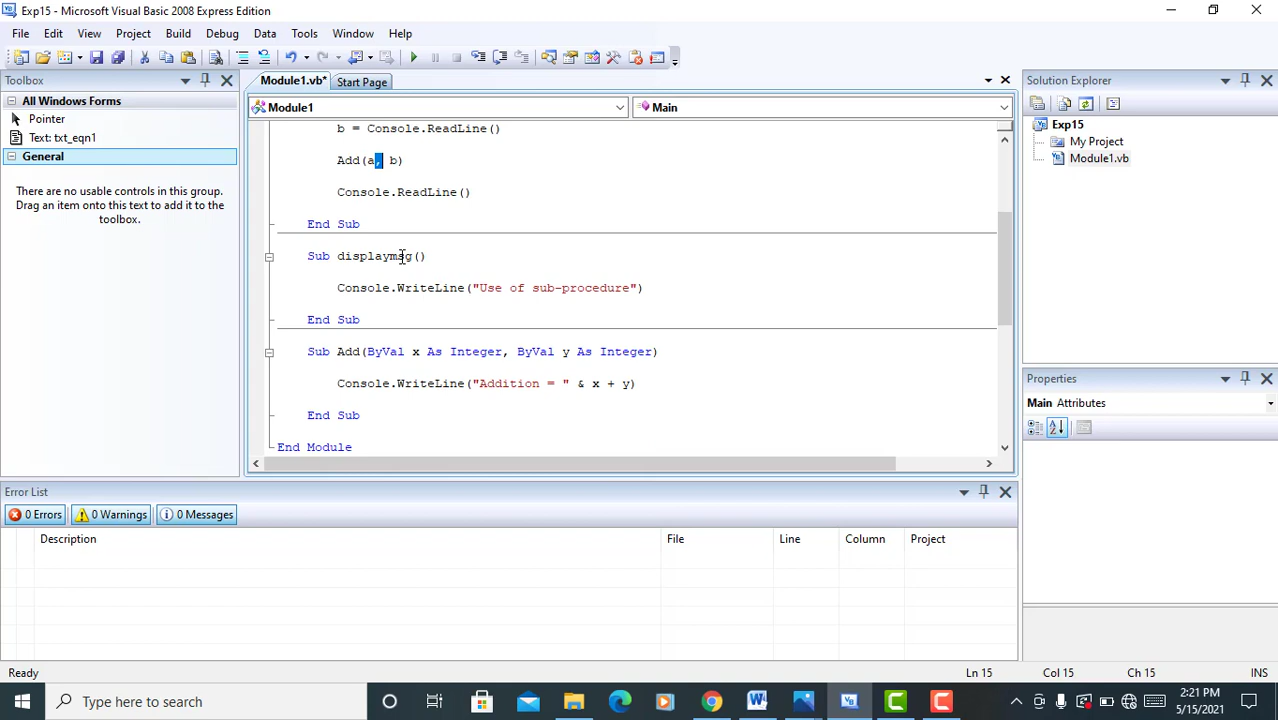 Exp15 - Microsoft Visual Basic 2008 Express Edition
File Edit View Project Build Debug Data Tools Window Help
Toolbox
All Windows Forms
Pointer
Text: txt_eqn1
General
There are no usable controls in this group.
Drag an item onto this text to add it to the
toolbox.
Module1.vb* Start Page
Module1 Main
b = Console.ReadLine()
Add(a, b)
Console.ReadLine()
End Sub
Sub displaymsg()
Console.WriteLine("Use of sub-procedure")
End Sub
Sub Add(ByVal x As Integer, ByVal y As Integer)
Console.WriteLine("Addition = " & x + y)
End Sub
End Module
Solution Explorer
Exp15
My Project
Module1.vb
Properties
Main Attributes
Error List
0 Errors 0 Warnings 0 Messages
Description File Line Column Project
Ready Ln 15 Col 15 Ch 15 INS
Type here to search
2:21 PM
5/15/2021